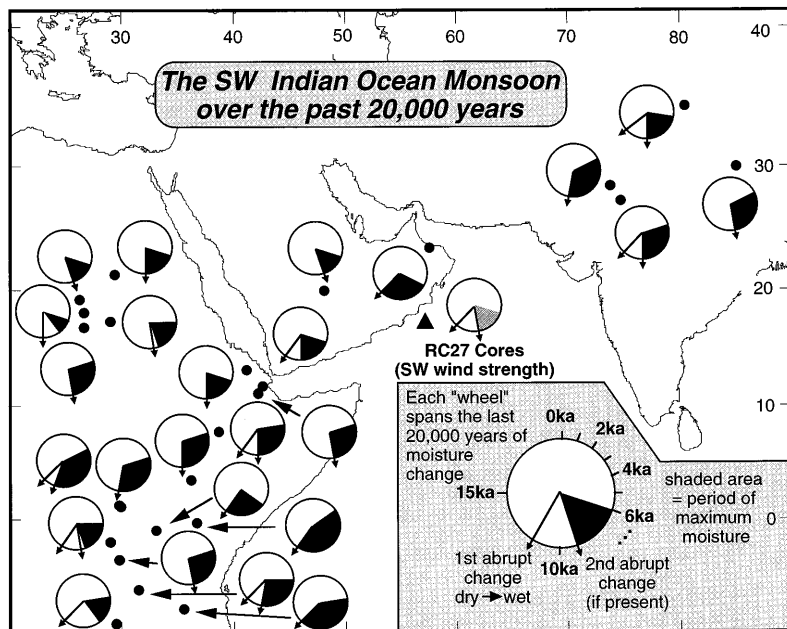 30 40 50 60 70 80 40
The SW Indian Ocean Monsoon
over the past 20,000 years
30
20
RC27 Cores
(SW wind strength)
10
Each "wheel"
spans the last
20,000 years of
moisture
change
0ka
2ka
4ka
6ka
10ka
15ka
shaded area
= period of
maximum
moisture
0
1st abrupt
change
dry → wet
2nd abrupt
change
(if present)